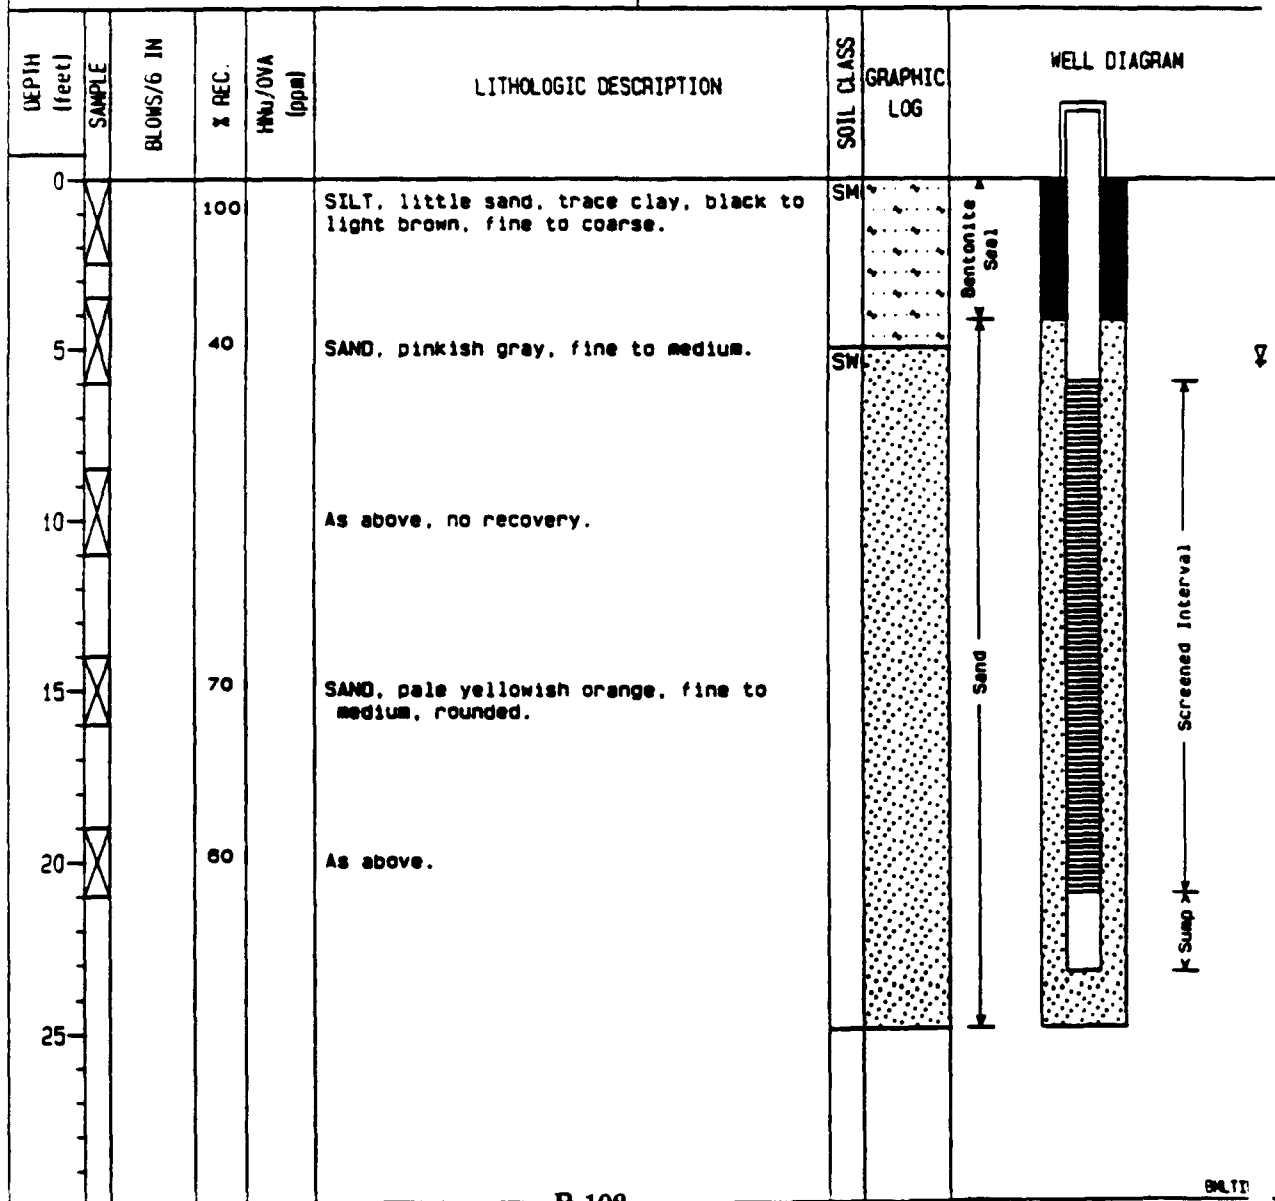 DEPTH (feet)
SAMPLE
BLOWS/6 IN
% REC.
HNu/OVA (ppm)
LITHOLOGIC DESCRIPTION
SOIL CLASS
GRAPHIC LOG
WELL DIAGRAM
0
100
SILT, little sand, trace clay, black to
light brown, fine to coarse.
SM
Bentonite Seal
5
40
SAND, pinkish gray, fine to medium.
SW
10
As above, no recovery.
15
70
SAND, pale yellowish orange, fine to
medium, rounded.
Sand
Screened Interval
20
60
As above.
Sump
25